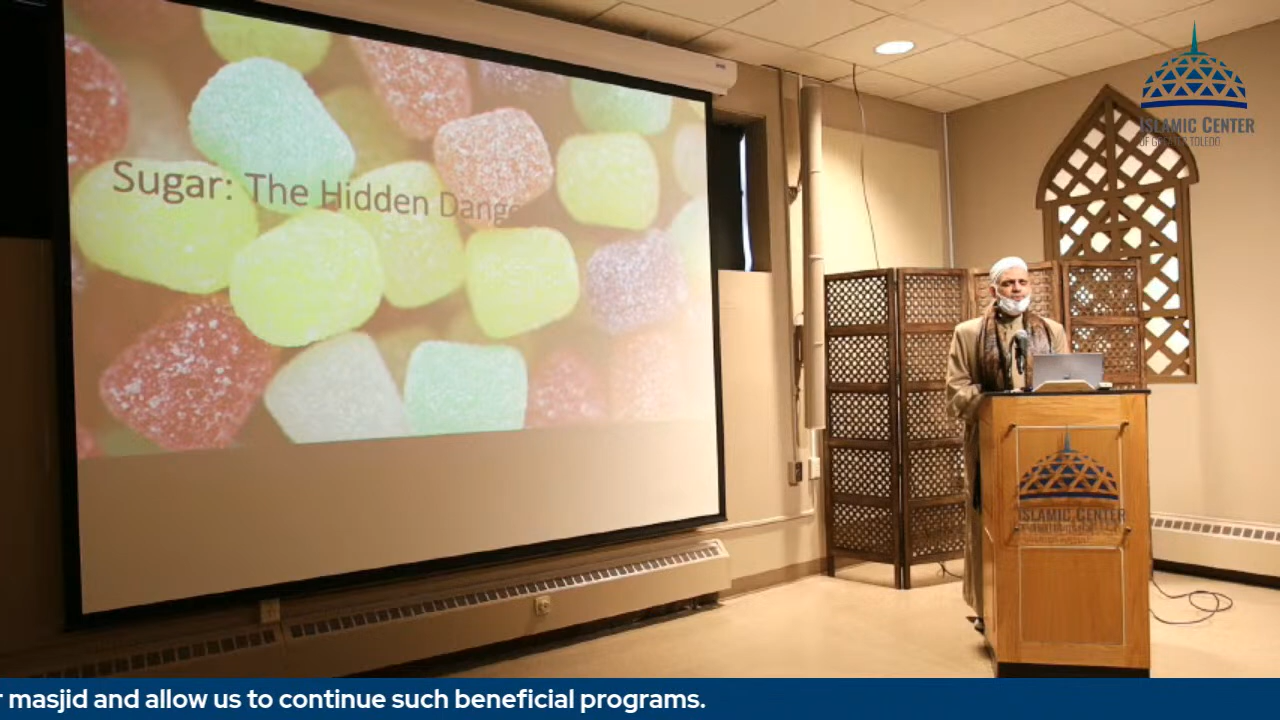 Sugar: The Hidden Dange
ISLAMIC CENTER
OF GREATER TOLEDO
ISLAMIC CENTER
masjid and allow us to continue such beneficial programs.